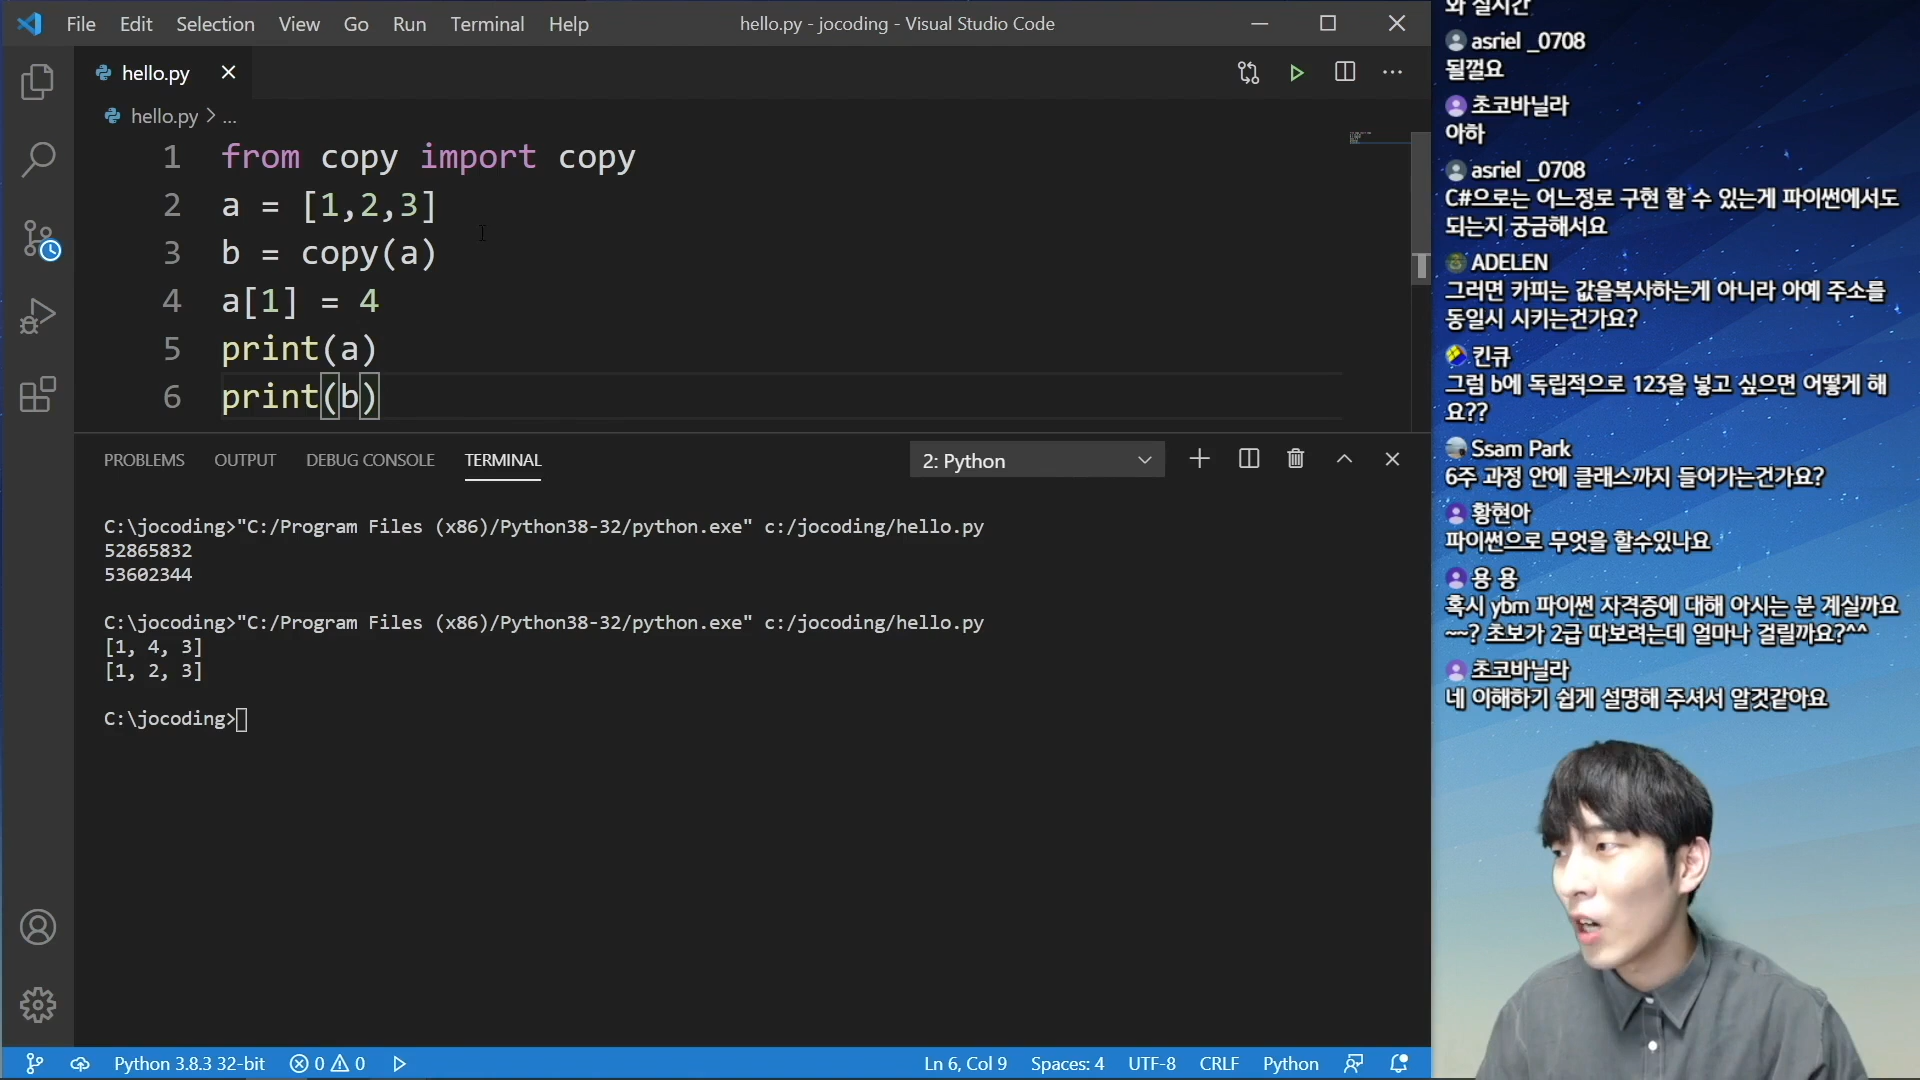 File Edit Selection View Go Run Terminal Help
hello.py - jocoding - Visual Studio Code
hello.py
hello.py > ...
1 from copy import copy
2 a = [1,2,3]
3 b = copy(a)
4 a[1] = 4
5 print(a)
6 print(b)
PROBLEMS OUTPUT DEBUG CONSOLE TERMINAL
2: Python
C:\jocoding>"C:/Program Files (x86)/Python38-32/python.exe" c:/jocoding/hello.py
52865832
53602344
C:\jocoding>"C:/Program Files (x86)/Python38-32/python.exe" c:/jocoding/hello.py
[1, 4, 3]
[1, 2, 3]
C:\jocoding>
Python 3.8.3 32-bit 0 0
Ln 6, Col 9 Spaces: 4 UTF-8 CRLF Python
와 실시간
asriel _0708
될껄요
초코바닐라
아하
asriel _0708
C#으로는 어느정로 구현 할 수 있는게 파이썬에서도
되는지 궁금해서요
ADELEN
그러면 카피는 값을복사하는게 아니라 아예 주소를
동일시 시키는건가요?
킨큐
그럼 b에 독립적으로 123을 넣고 싶으면 어떻게 해
요??
Ssam Park
6주 과정 안에 클래스까지 들어가는건가요?
황현아
파이썬으로 무엇을 할수있나요
용 용
혹시 ybm 파이썬 자격증에 대해 아시는 분 계실까요
~~? 초보가 2급 따보려는데 얼마나 걸릴까요?^^
초코바닐라
네 이해하기 쉽게 설명해 주셔서 알것같아요